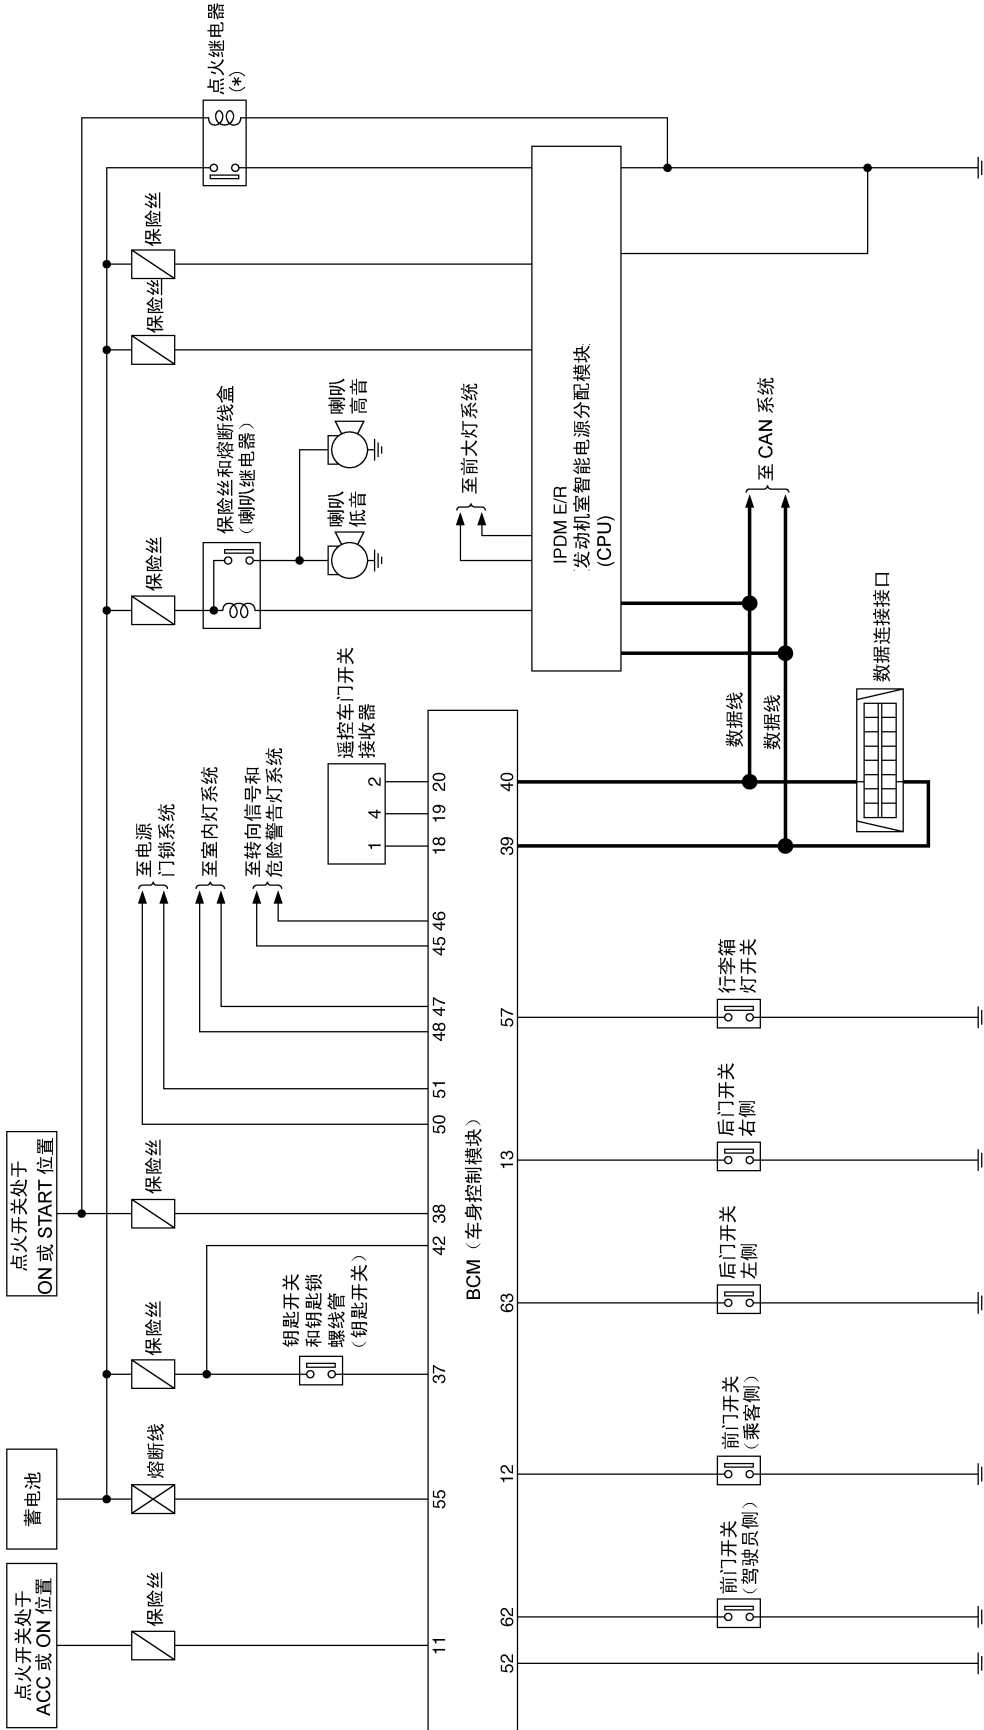 点火开关处于
ACC 或 ON 位置
蓄电池
点火开关处于
ON 或 START 位置
保险丝
熔断线
保险丝
保险丝
钥匙开关
和钥匙锁
螺线管
（钥匙开关）
至电源
门锁系统
至室内灯系统
至转向信号和
危险警告灯系统
遥控车门开关
接收器
1
4
2
保险丝
保险丝和熔断线盒
（喇叭继电器）
喇叭
低音
喇叭
高音
保险丝
保险丝
点火继电器
(*)
至前大灯系统
11
55
37
42
38
50
51
48
47
45
46
18
19
20
BCM（车身控制模块）
IPDM E/R
发动机室智能电源分配模块
(CPU)
52
62
12
63
13
57
39
40
前门开关
（驾驶员侧）
前门开关
（乘客侧）
后门开关
左侧
后门开关
右侧
行李箱
灯开关
数据线
数据线
至 CAN 系统
数据连接接口